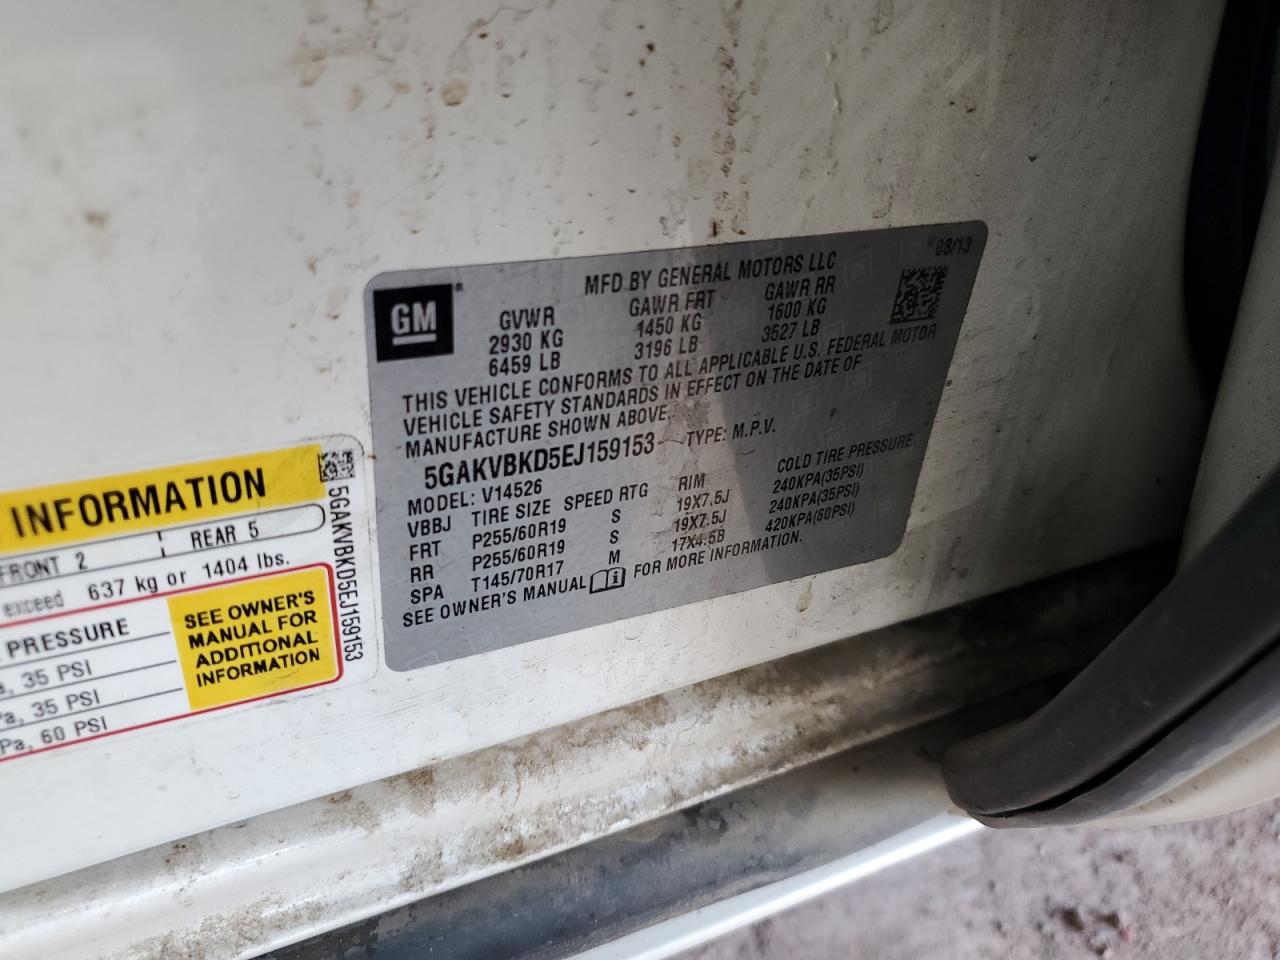 MFD BY GENERAL MOTORS LLC 08/13
GM®
GVWR GAWR FRT GAWR RR
2930 KG 1450 KG 1600 KG
6459 LB 3196 LB 3527 LB
THIS VEHICLE CONFORMS TO ALL APPLICABLE U.S. FEDERAL MOTOR
VEHICLE SAFETY STANDARDS IN EFFECT ON THE DATE OF
MANUFACTURE SHOWN ABOVE.
5GAKVBKD5EJ159153 TYPE: M.P.V.
MODEL: V14526
VBBJ TIRE SIZE SPEED RTG RIM COLD TIRE PRESSURE
FRT P255/60R19 S 19X7.5J 240KPA(35PSI)
RR P255/60R19 S 19X7.5J 240KPA(35PSI)
SPA T145/70R17 M 17X4.5B 420KPA(60PSI)
SEE OWNER'S MANUAL FOR MORE INFORMATION.
INFORMATION
FRONT 2 REAR 5
exceed 637 kg or 1404 lbs.
PRESSURE
35 PSI
Pa, 35 PSI
Pa, 60 PSI
SEE OWNER'S
MANUAL FOR
ADDITIONAL
INFORMATION
5GAKVBKD5EJ159153